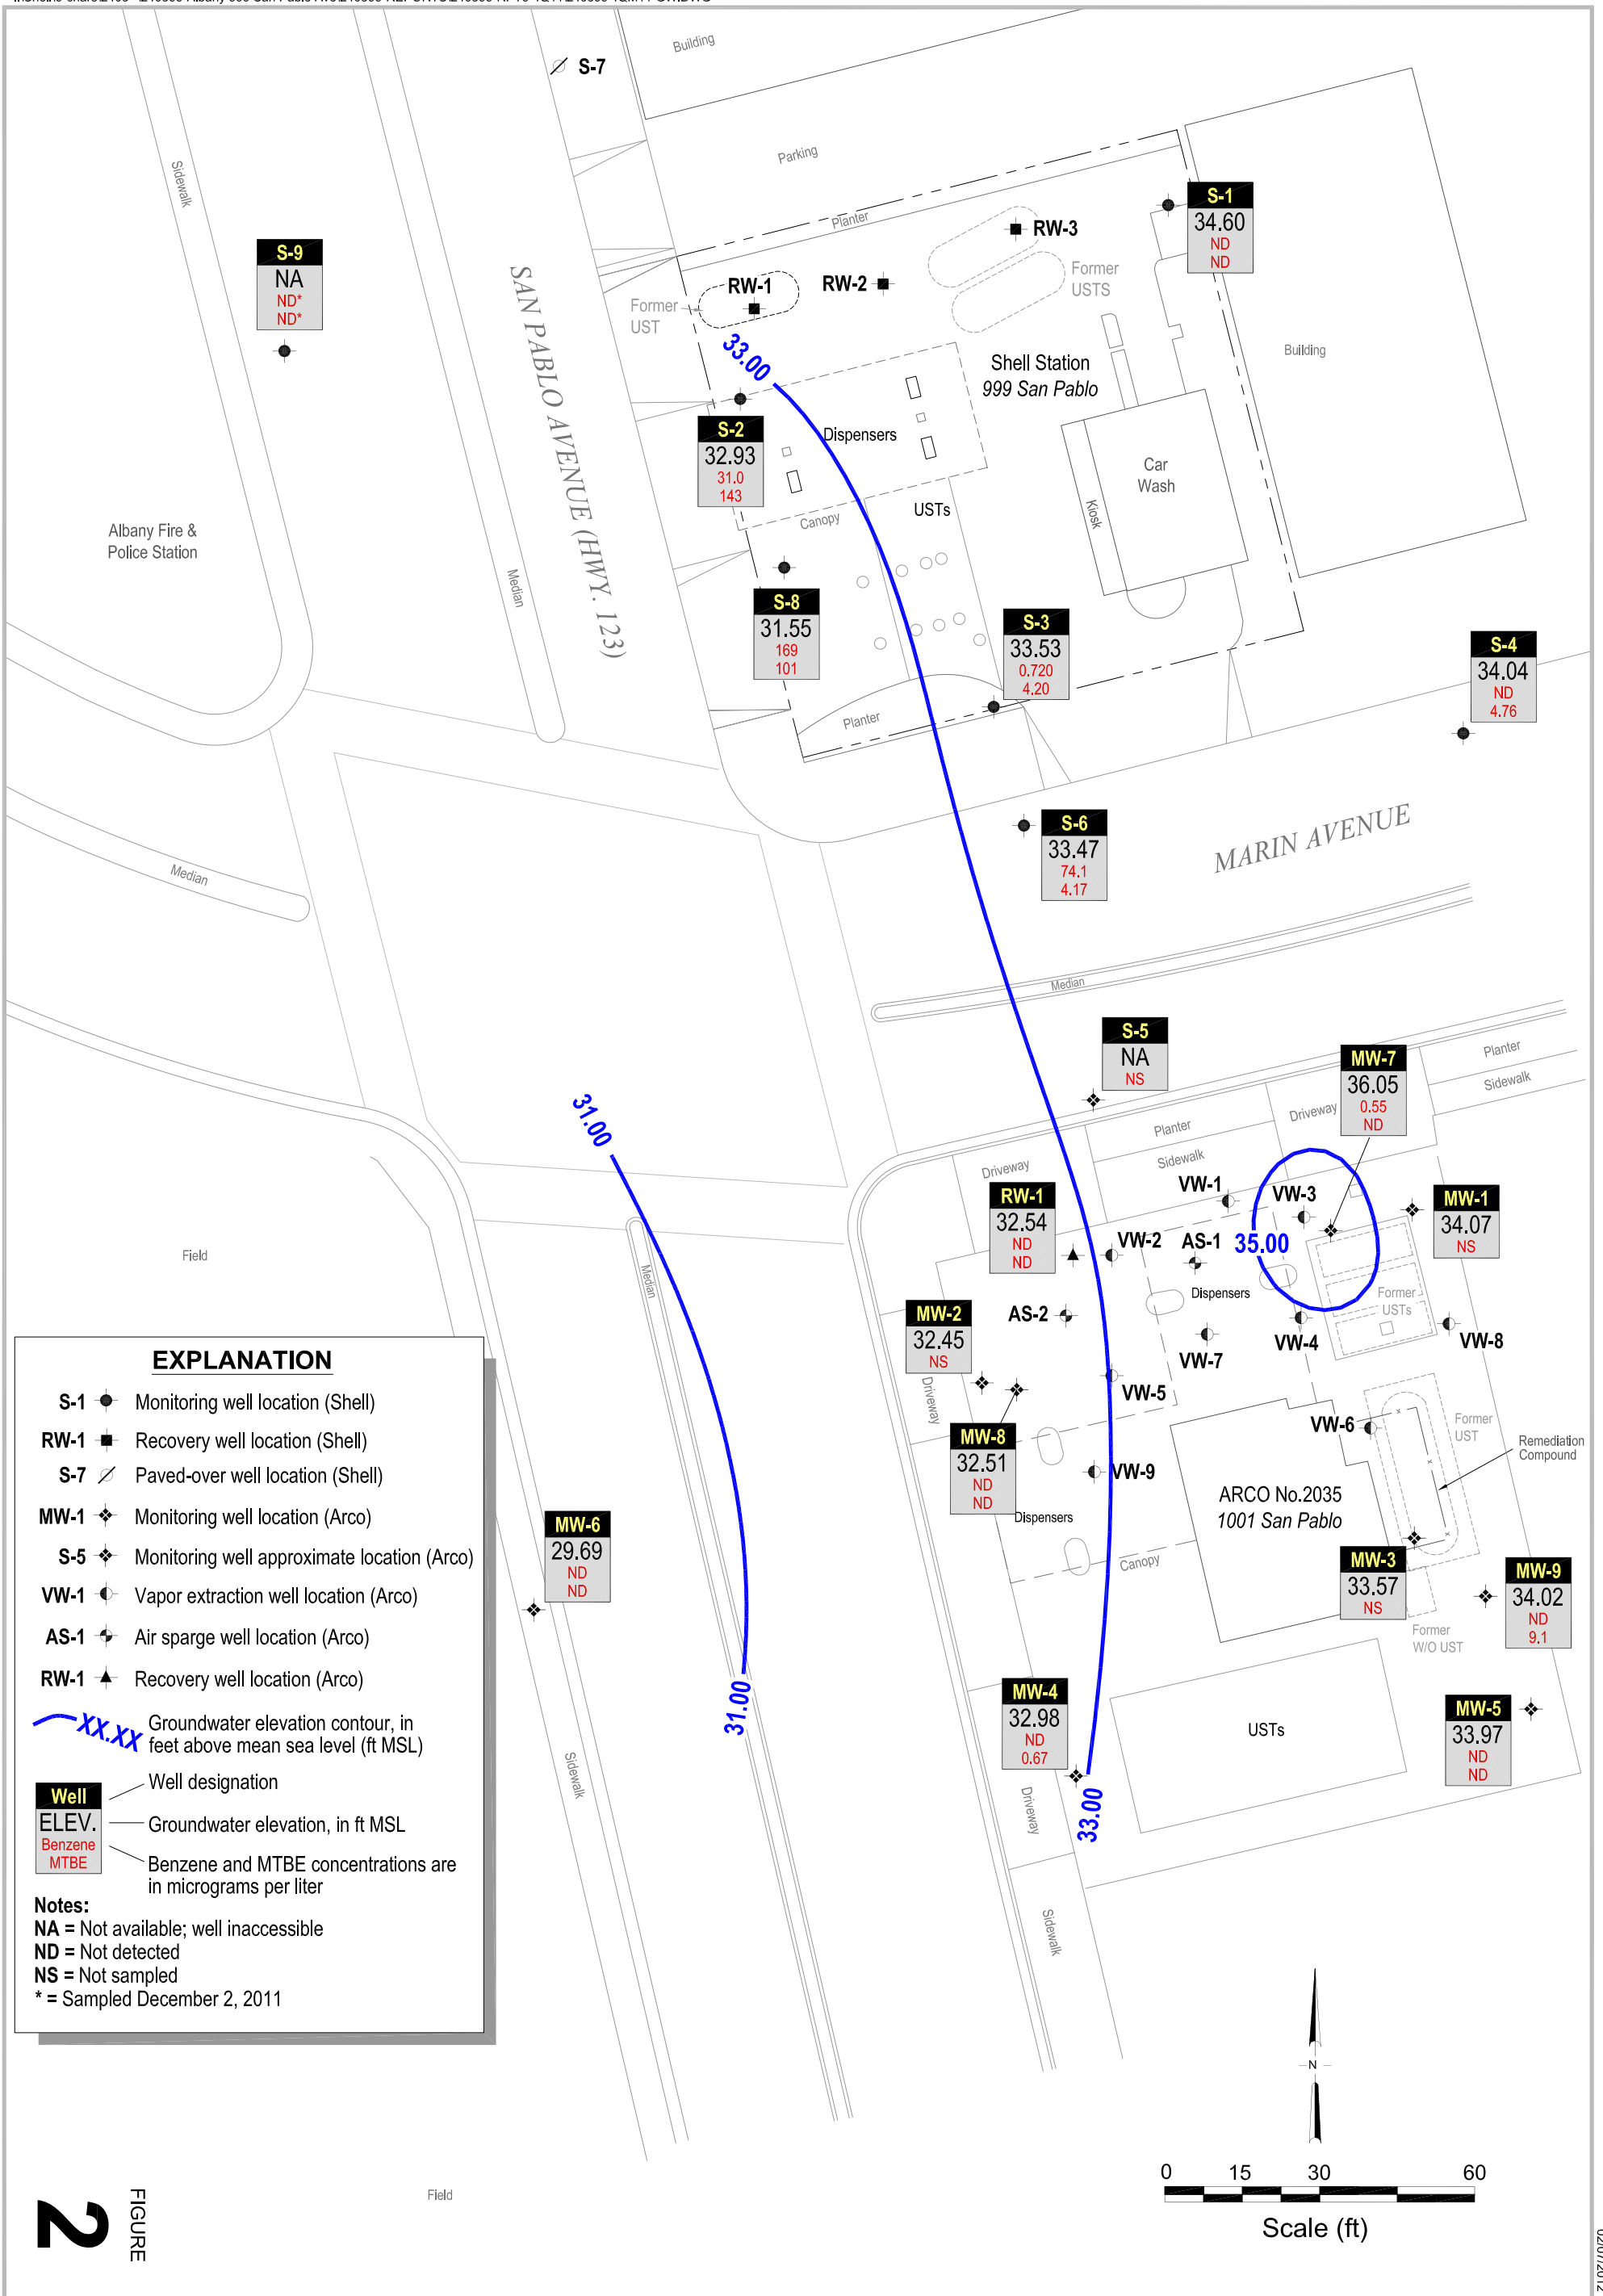 S-7
Building
Parking
Sidewalk
Planter
S-1
34.60
ND
ND
RW-3
S-9
NA
ND*
ND*
SAN PABLO AVENUE (HWY. 123)
RW-1
RW-2
Former
UST
Former
USTS
33.00
Shell Station
999 San Pablo
Building
S-2
32.93
31.0
143
Dispensers
Car
Wash
Kiosk
USTs
Canopy
Albany Fire &
Police Station
Median
S-8
31.55
169
101
S-3
33.53
0.720
4.20
S-4
34.04
ND
4.76
Planter
S-6
33.47
74.1
4.17
MARIN AVENUE
Median
Median
S-5
NA
NS
MW-7
36.05
0.55
ND
Planter
Sidewalk
Driveway
Planter
Sidewalk
Driveway
31.00
VW-1
VW-3
RW-1
32.54
ND
ND
MW-1
34.07
NS
VW-2
AS-1
35.00
Field
Median
Dispensers
Former
USTs
AS-2
MW-2
32.45
NS
VW-7
VW-4
VW-8
Driveway
VW-5
MW-8
32.51
ND
ND
VW-6
Former
UST
Remediation
Compound
VW-9
ARCO No.2035
1001 San Pablo
Dispensers
Canopy
MW-6
29.69
ND
ND
MW-3
33.57
NS
MW-9
34.02
ND
9.1
Former
W/O UST
31.00
MW-4
32.98
ND
0.67
USTs
MW-5
33.97
ND
ND
33.00
Driveway
Sidewalk
Sidewalk
EXPLANATION
S-1 Monitoring well location (Shell)
RW-1 Recovery well location (Shell)
S-7 Paved-over well location (Shell)
MW-1 Monitoring well location (Arco)
S-5 Monitoring well approximate location (Arco)
VW-1 Vapor extraction well location (Arco)
AS-1 Air sparge well location (Arco)
RW-1 Recovery well location (Arco)
XX.XX Groundwater elevation contour, in
feet above mean sea level (ft MSL)
Well
ELEV.
Benzene
MTBE
Well designation
Groundwater elevation, in ft MSL
Benzene and MTBE concentrations are
in micrograms per liter
Notes:
NA = Not available; well inaccessible
ND = Not detected
NS = Not sampled
* = Sampled December 2, 2011
N
0 15 30 60
Scale (ft)
Field
FIGURE
2
02/07/2012